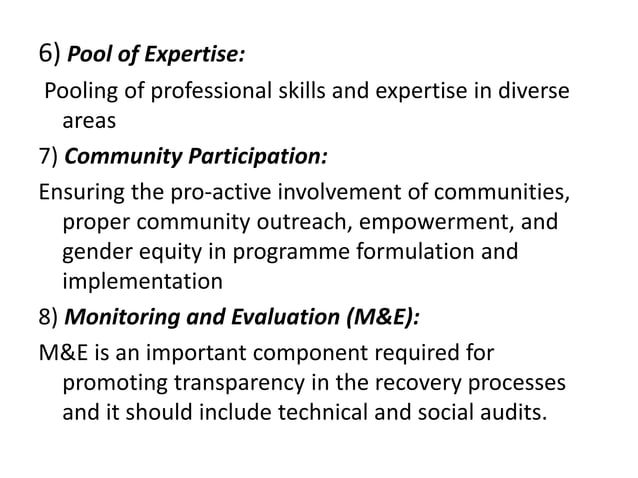 6) Pool of Expertise:
Pooling of professional skills and expertise in diverse
areas
7) Community Participation:
Ensuring the pro-active involvement of communities,
proper community outreach, empowerment, and
gender equity in programme formulation and
implementation
8) Monitoring and Evaluation (M&E):
M&E is an important component required for
promoting transparency in the recovery processes
and it should include technical and social audits.